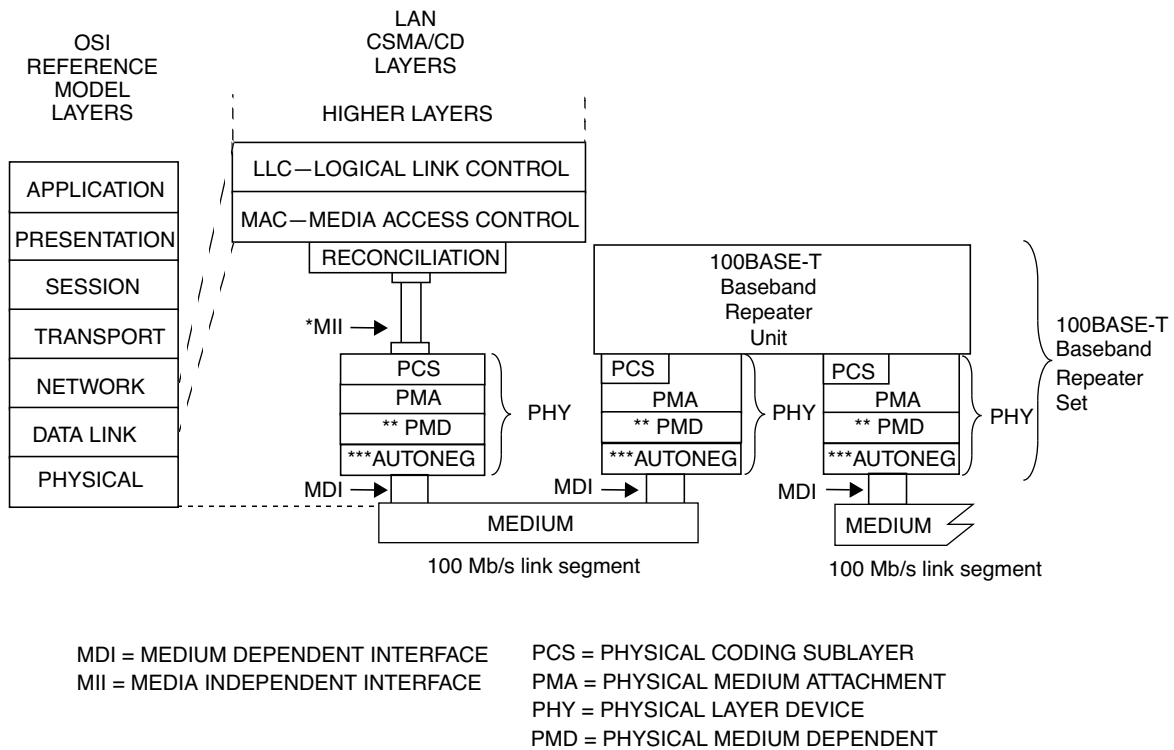 OSI
REFERENCE
MODEL
LAYERS
LAN
CSMA/CD
LAYERS
HIGHER LAYERS
APPLICATION
PRESENTATION
SESSION
TRANSPORT
NETWORK
DATA LINK
PHYSICAL
LLC—LOGICAL LINK CONTROL
MAC—MEDIA ACCESS CONTROL
RECONCILIATION
*MII
PCS
PMA
** PMD
***AUTONEG
PHY
MDI
100BASE-T
Baseband
Repeater
Unit
PCS
PMA
** PMD
***AUTONEG
PHY
MDI
PCS
PMA
** PMD
***AUTONEG
PHY
MDI
100BASE-T
Baseband
Repeater
Set
MEDIUM
100 Mb/s link segment
MEDIUM
100 Mb/s link segment
MDI = MEDIUM DEPENDENT INTERFACE
MII = MEDIA INDEPENDENT INTERFACE
PCS = PHYSICAL CODING SUBLAYER
PMA = PHYSICAL MEDIUM ATTACHMENT
PHY = PHYSICAL LAYER DEVICE
PMD = PHYSICAL MEDIUM DEPENDENT